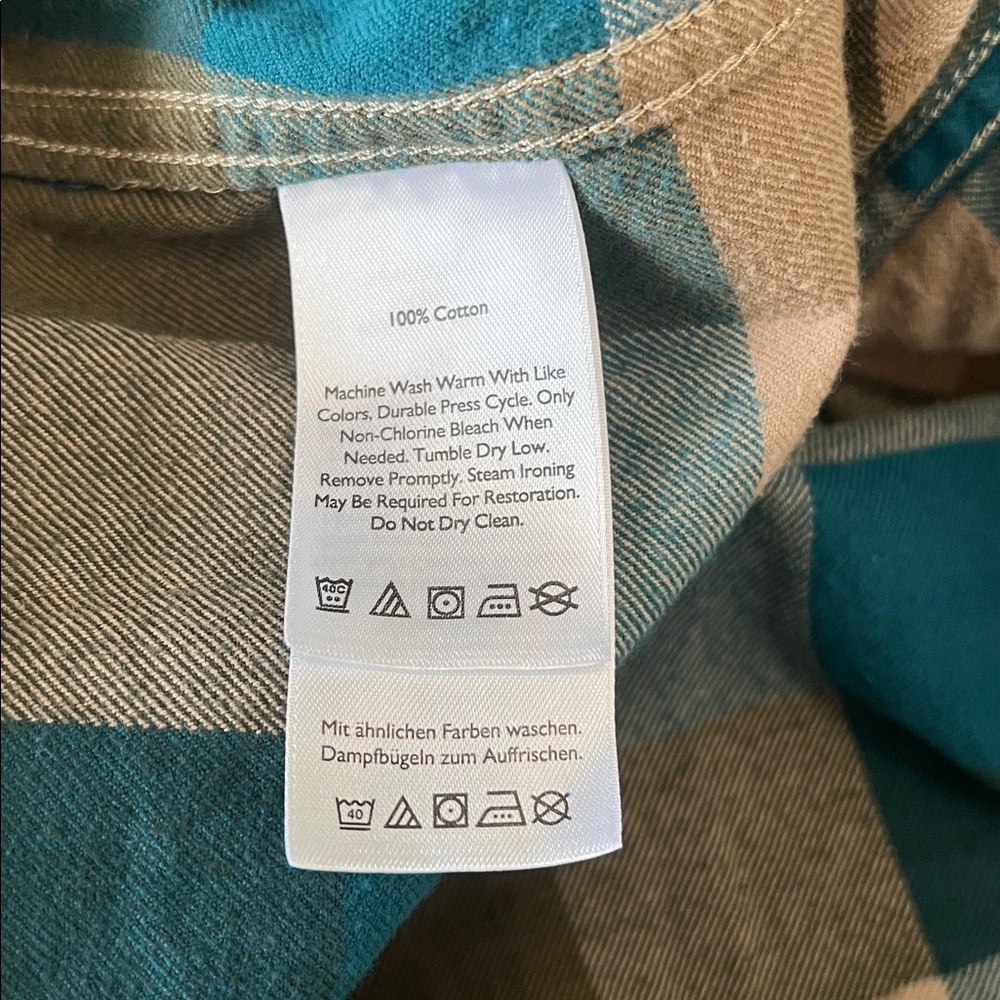 100% Cotton
Machine Wash Warm With Like
Colors. Durable Press Cycle. Only
Non-Chlorine Bleach When
Needed. Tumble Dry Low.
Remove Promptly. Steam Ironing
May Be Required For Restoration.
Do Not Dry Clean.
40C
Mit ähnlichen Farben waschen.
Dampfbügeln zum Auffrischen.
40